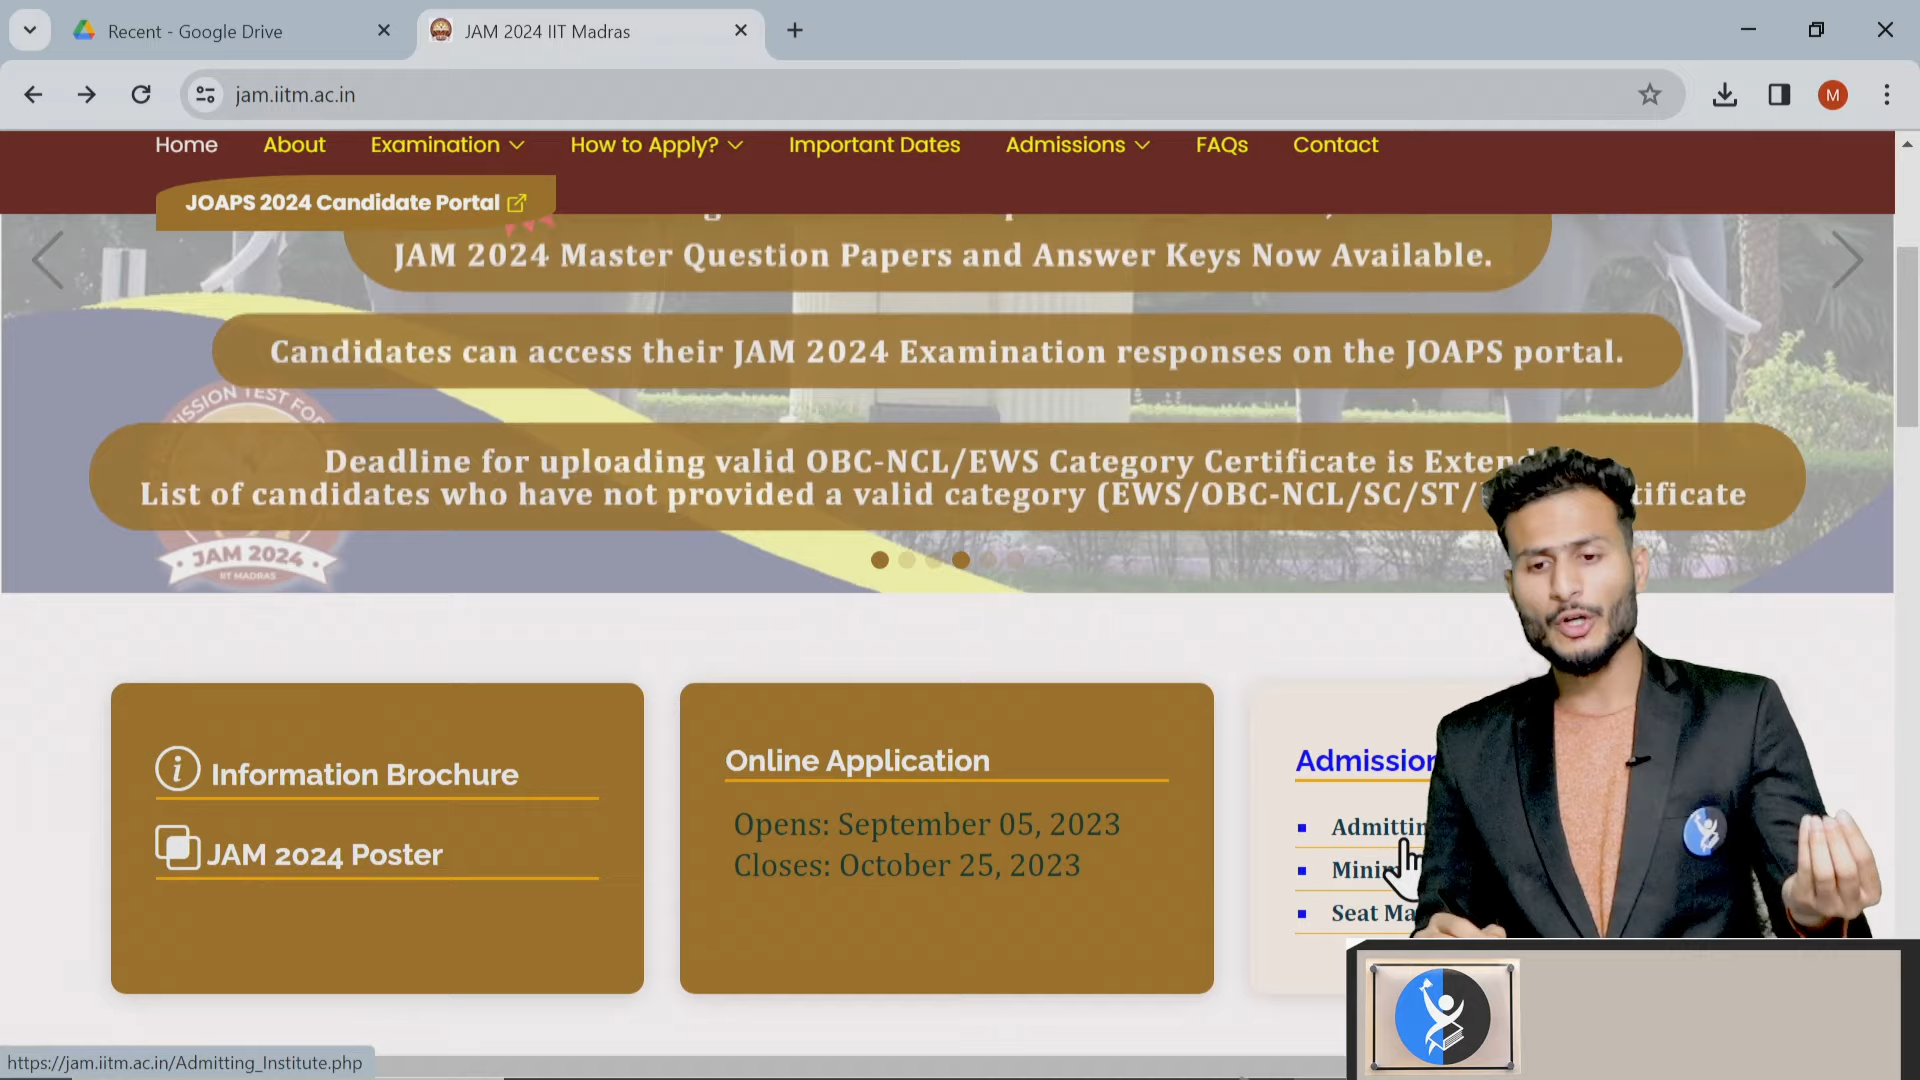 Recent - Google Drive
JAM 2024 IIT Madras
jam.iitm.ac.in
M
Home About Examination How to Apply? Important Dates Admissions FAQs Contact
JOAPS 2024 Candidate Portal
JAM 2024 Master Question Papers and Answer Keys Now Available.
Candidates can access their JAM 2024 Examination responses on the JOAPS portal.
Deadline for uploading valid OBC-NCL/EWS Category Certificate is
List of candidates who have not provided a valid category (EWS/OBC-NCL/SC/ST/
JAM 2024
IIT MADRAS
Information Brochure
JAM 2024 Poster
Online Application
Opens: September 05, 2023
Closes: October 25, 2023
Seat
https://jam.iitm.ac.in/Admitting_Institute.php